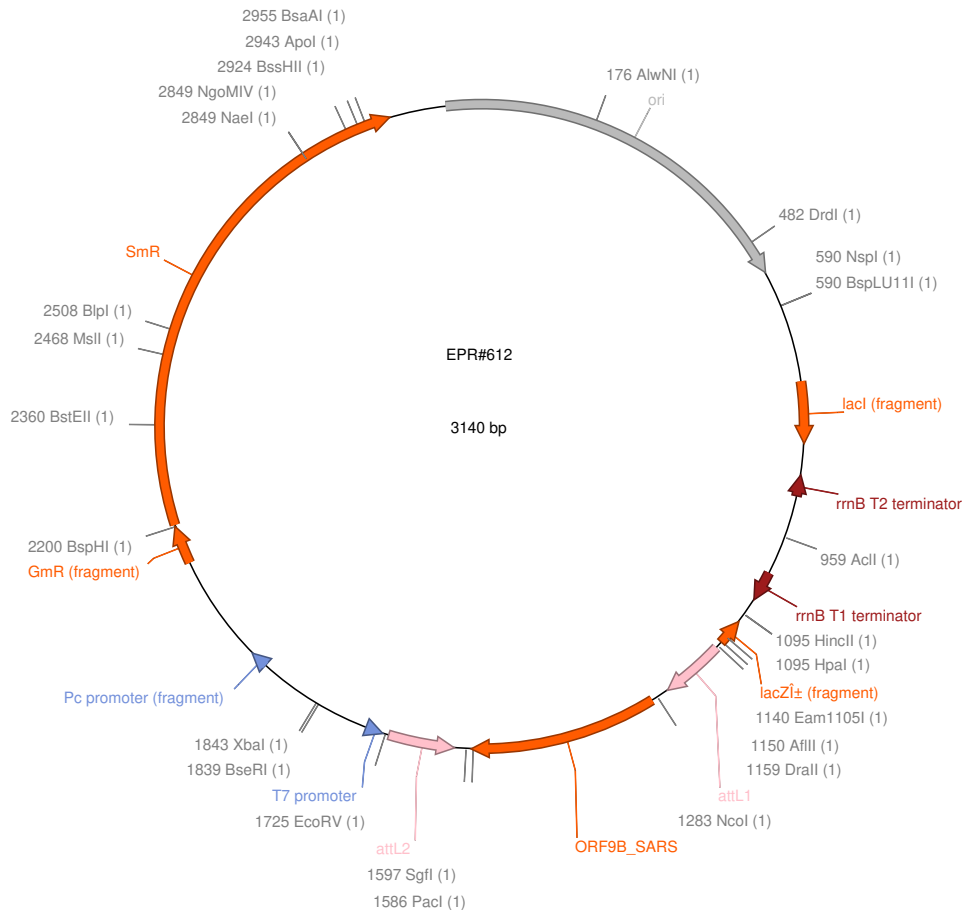 2955 BsaAI (1)
2943 ApoI (1)
2924 BssHII (1)
2849 NgoMIV (1)
2849 NaeI (1)
176 AlwNI (1)
ori
482 DrdI (1)
590 NspI (1)
590 BspLU11I (1)
SmR
2508 BlpI (1)
2468 MslI (1)
2360 BstEII (1)
EPR#612
3140 bp
lacI (fragment)
rrnB T2 terminator
959 AclI (1)
2200 BspHI (1)
GmR (fragment)
rrnB T1 terminator
1095 HincII (1)
1095 HpaI (1)
lacZÎ± (fragment)
1140 Eam1105I (1)
1150 AflII (1)
1159 DraII (1)
Pc promoter (fragment)
1843 XbaI (1)
1839 BseRI (1)
T7 promoter
1725 EcoRV (1)
attL1
1283 NcoI (1)
attL2
ORF9B_SARS
1597 SgfI (1)
1586 PacI (1)